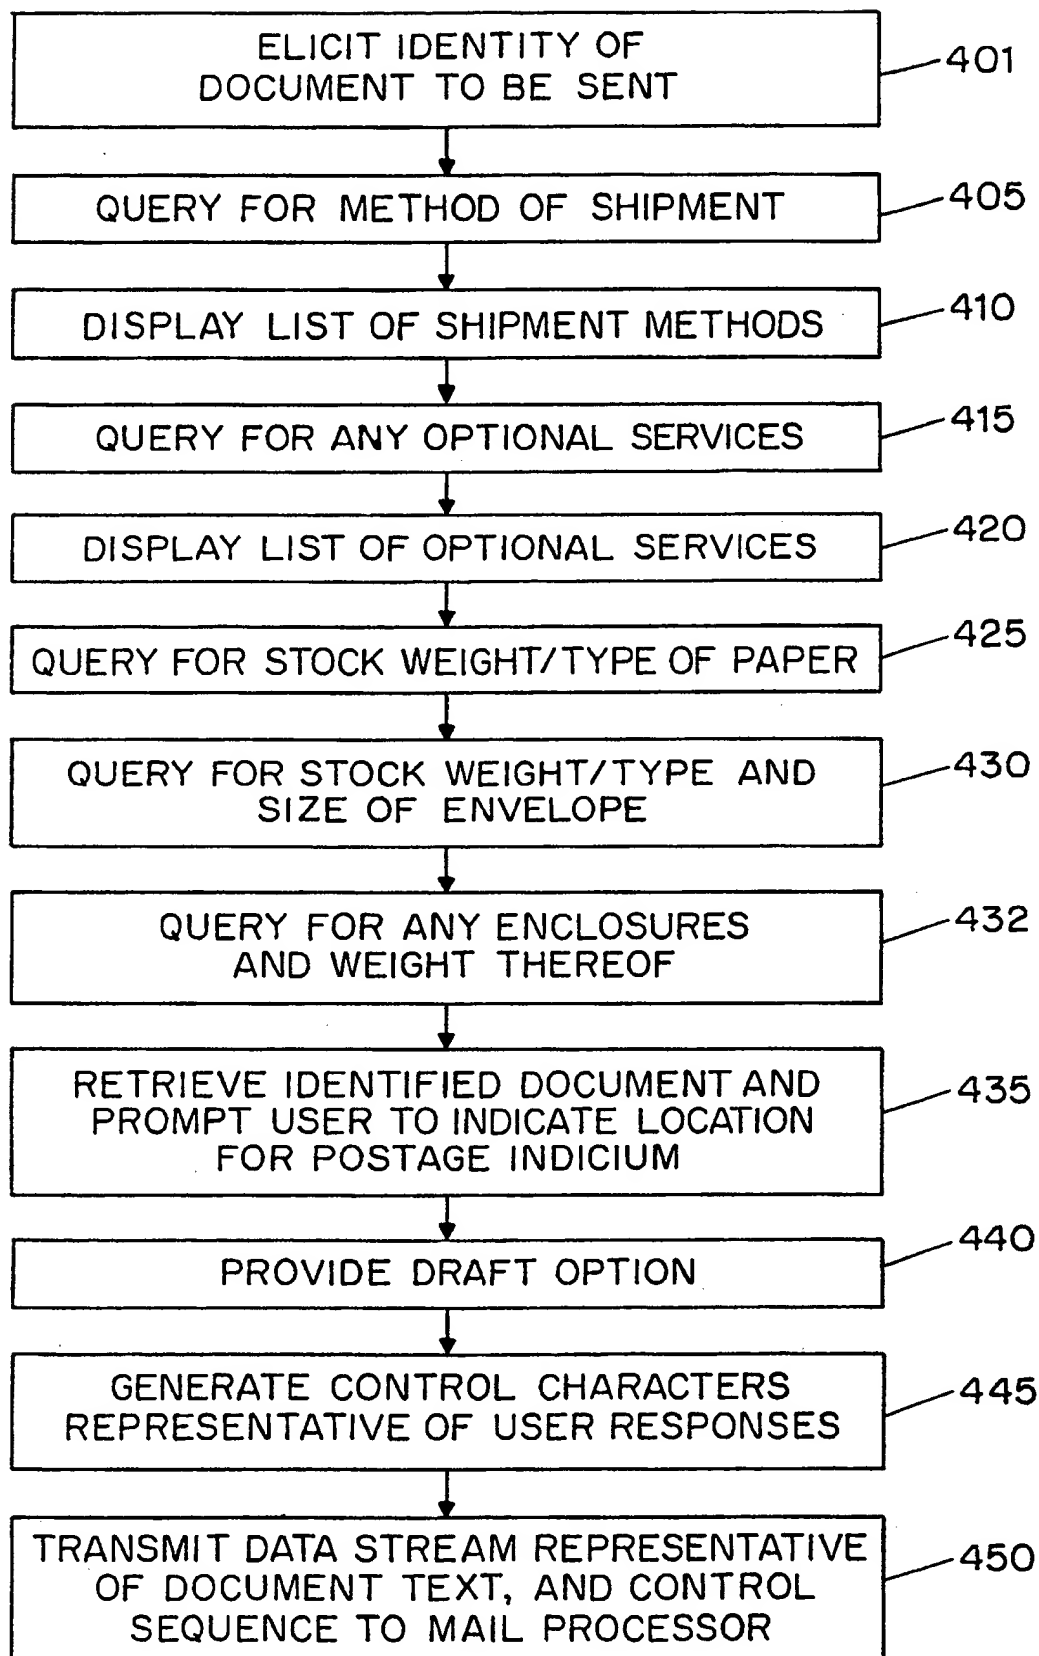 ELICIT IDENTITY OF
DOCUMENT TO BE SENT
401
QUERY FOR METHOD OF SHIPMENT
405
DISPLAY LIST OF SHIPMENT METHODS
410
QUERY FOR ANY OPTIONAL SERVICES
415
DISPLAY LIST OF OPTIONAL SERVICES
420
QUERY FOR STOCK WEIGHT/TYPE OF PAPER
425
QUERY FOR STOCK WEIGHT/TYPE AND
SIZE OF ENVELOPE
430
QUERY FOR ANY ENCLOSURES
AND WEIGHT THEREOF
432
RETRIEVE IDENTIFIED DOCUMENT AND
PROMPT USER TO INDICATE LOCATION
FOR POSTAGE INDICIUM
435
PROVIDE DRAFT OPTION
440
GENERATE CONTROL CHARACTERS
REPRESENTATIVE OF USER RESPONSES
445
TRANSMIT DATA STREAM REPRESENTATIVE
OF DOCUMENT TEXT, AND CONTROL
SEQUENCE TO MAIL PROCESSOR
450